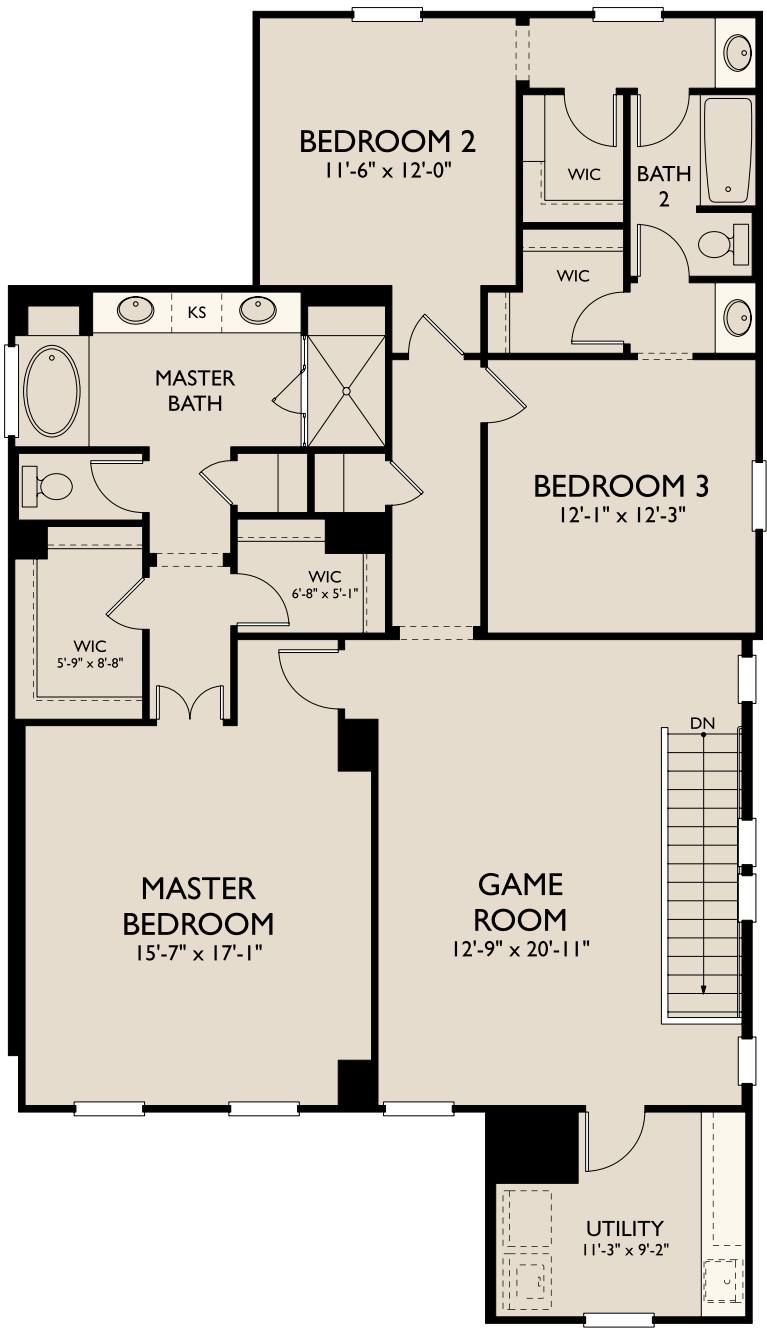 BEDROOM 2
11'-6" x 12'-0"
WIC
BATH
2
WIC
KS
MASTER
BATH
BEDROOM 3
12'-1" x 12'-3"
WIC
6'-8" x 5'-1"
WIC
5'-9" x 8'-8"
DN
MASTER
BEDROOM
15'-7" x 17'-1"
GAME
ROOM
12'-9" x 20'-11"
UTILITY
11'-3" x 9'-2"